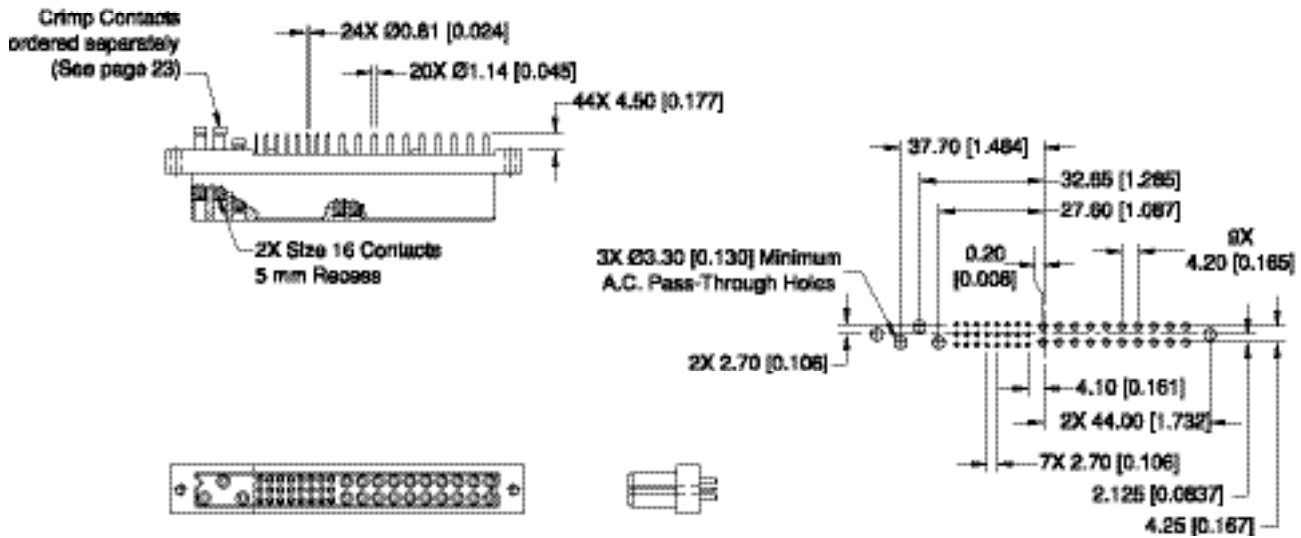 Crimp Contacts
ordered separately
(See page 23)
24X Ø0.61 [0.024]
20X Ø1.14 [0.045]
44X 4.50 [0.177]
2X Size 16 Contacts
5 mm Recess
37.70 [1.484]
32.65 [1.285]
27.60 [1.087]
3X Ø3.30 [0.130] Minimum
A.C. Pass-Through Holes
0.20
[0.008]
9X
4.20 [0.165]
2X 2.70 [0.106]
4.10 [0.161]
2X 44.00 [1.732]
7X 2.70 [0.106]
2.125 [0.0837]
4.25 [0.167]